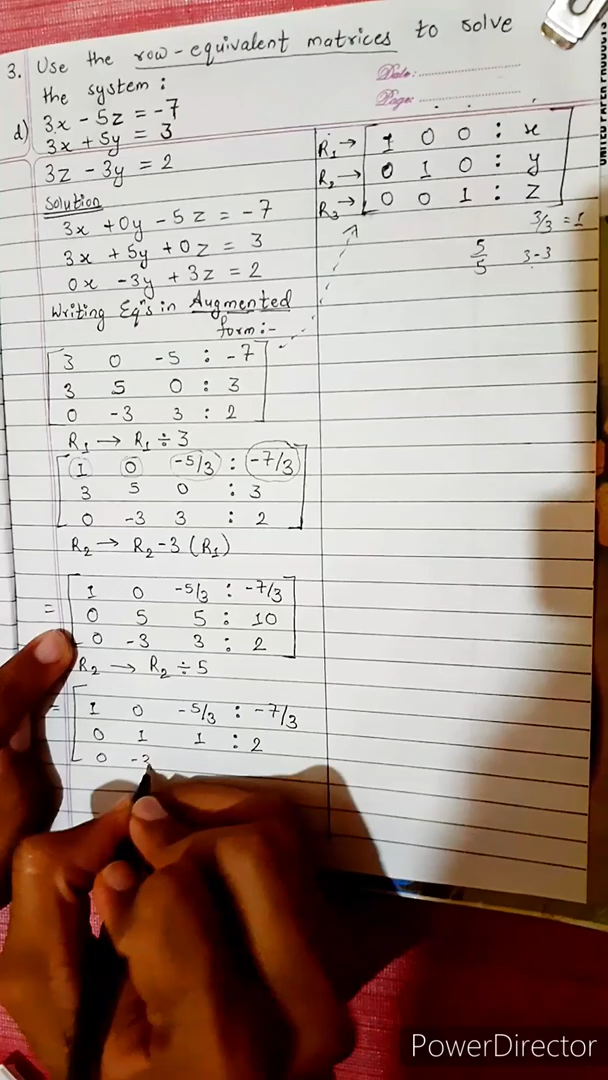 3. Use the row-equivalent matrices to solve
the system:
d) 3x - 5z = -7
3x + 5y = 3
3z - 3y = 2
Date:
Page:
Solution
3x + 0y - 5z = -7
3x + 5y + 0z = 3
0x - 3y + 3z = 2
Writing Eqⁿs in Augmented
form:-
3 0 -5 : -7
3 5 0 : 3
0 -3 3 : 2
R₁ → R₁ ÷ 3
1 0 -5/3 : -7/3
3 5 0 : 3
0 -3 3 : 2
R₂ → R₂ - 3 (R₁)
= 1 0 -5/3 : -7/3
0 5 5 : 10
0 -3 3 : 2
R₂ → R₂ ÷ 5
= 1 0 -5/3 : -7/3
0 1 1 : 2
0 -3
R₁→ 1 0 0 : x
R₂→ 0 1 0 : y
R₃→ 0 0 1 : z
3/3 = 1
5/5 3-3
UNITED PAPER PRODUCTS
PowerDirector